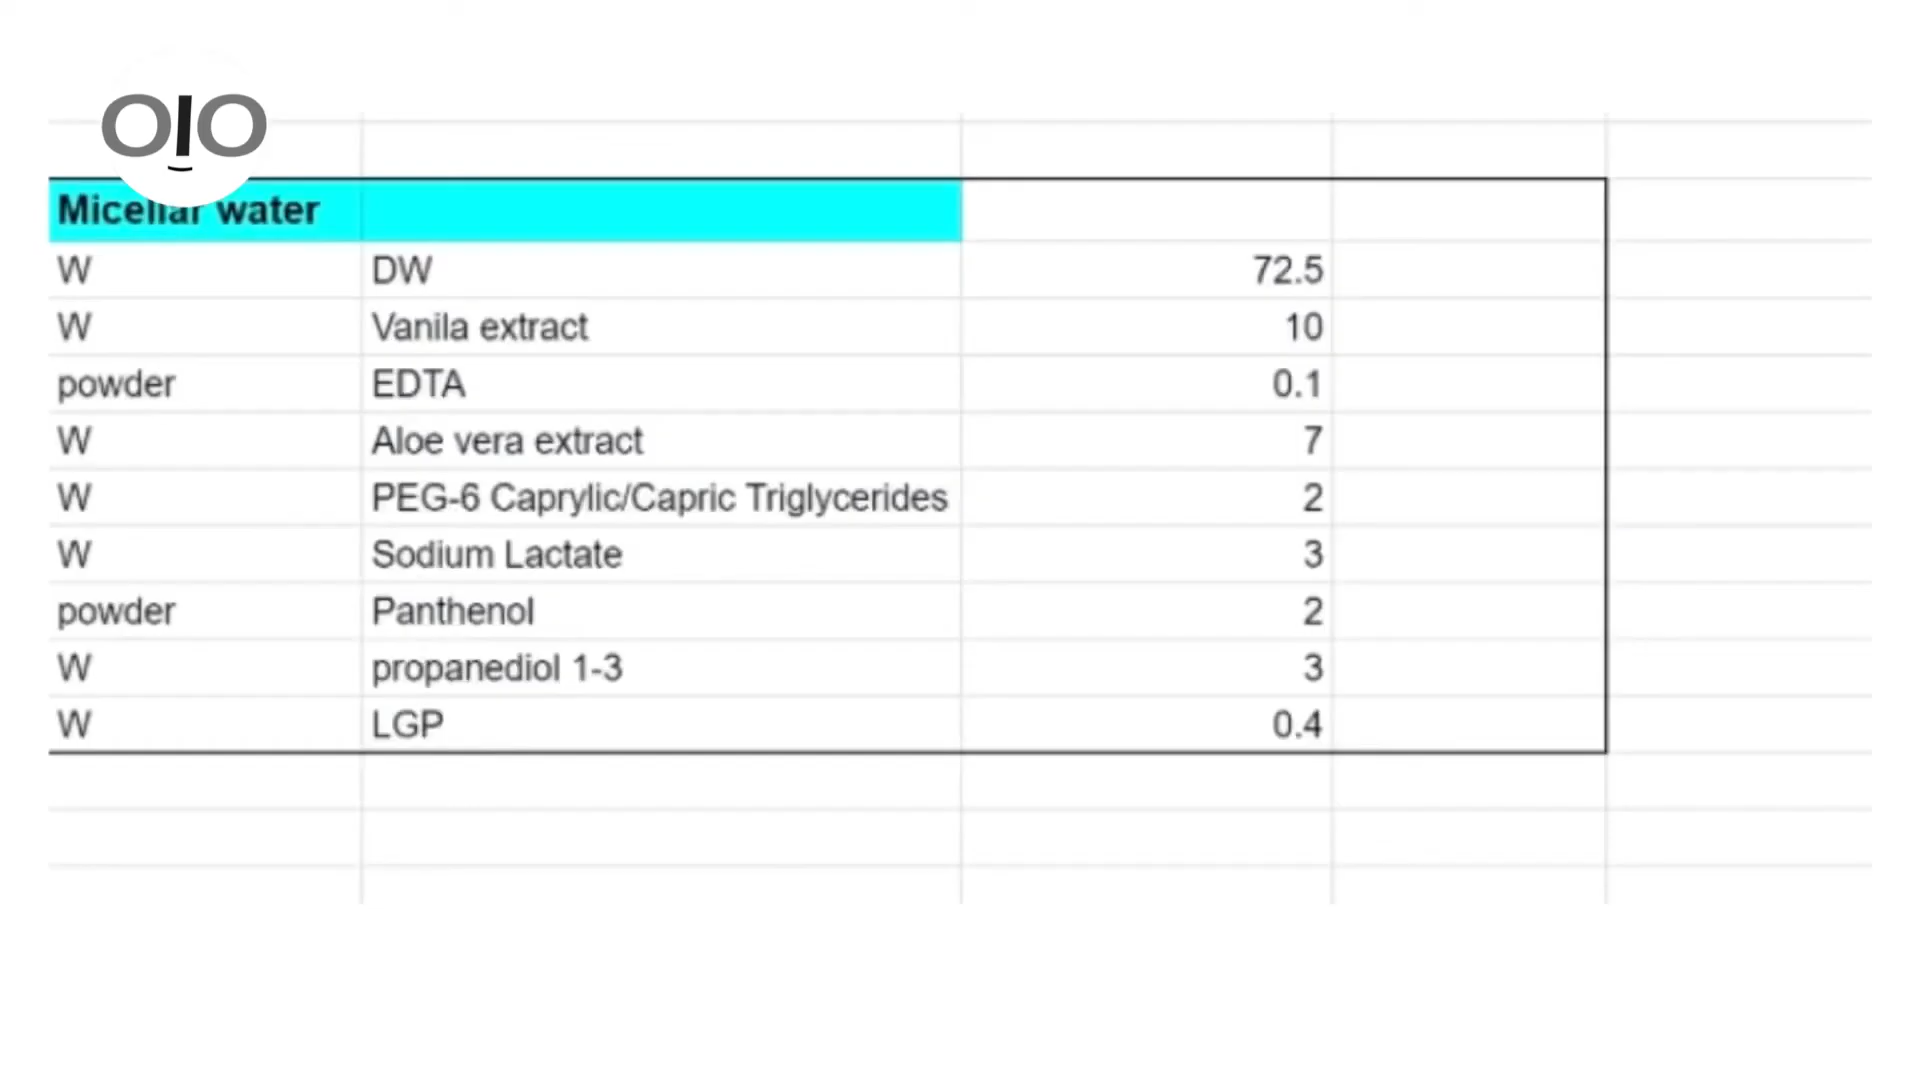 OIO
Micellar water
W DW 72.5
W Vanila extract 10
powder EDTA 0.1
W Aloe vera extract 7
W PEG-6 Caprylic/Capric Triglycerides 2
W Sodium Lactate 3
powder Panthenol 2
W propanediol 1-3 3
W LGP 0.4